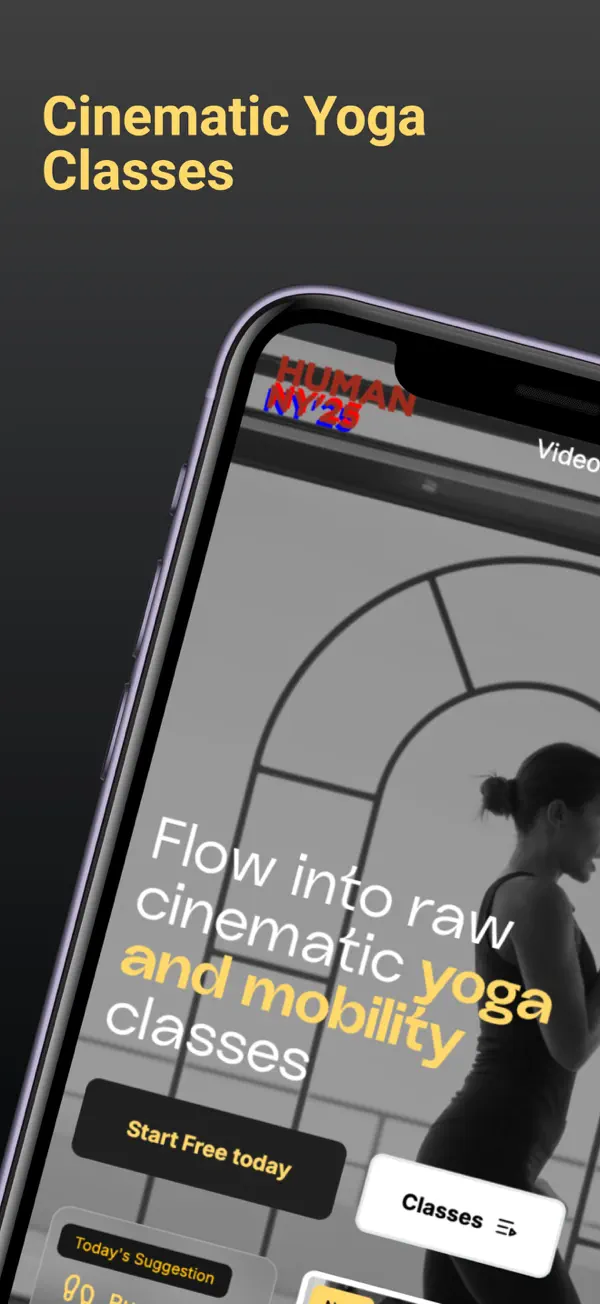 Cinematic Yoga
Classes
HUMAN
NY'25
Video
Flow into raw
cinematic yoga
and mobility
classes
Start Free today
Classes
Today's Suggestion